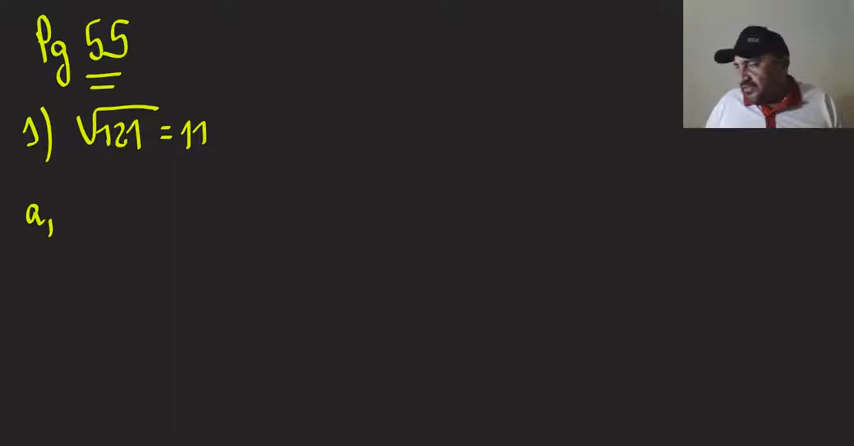 Pg 55
1) √121 = 11
a,